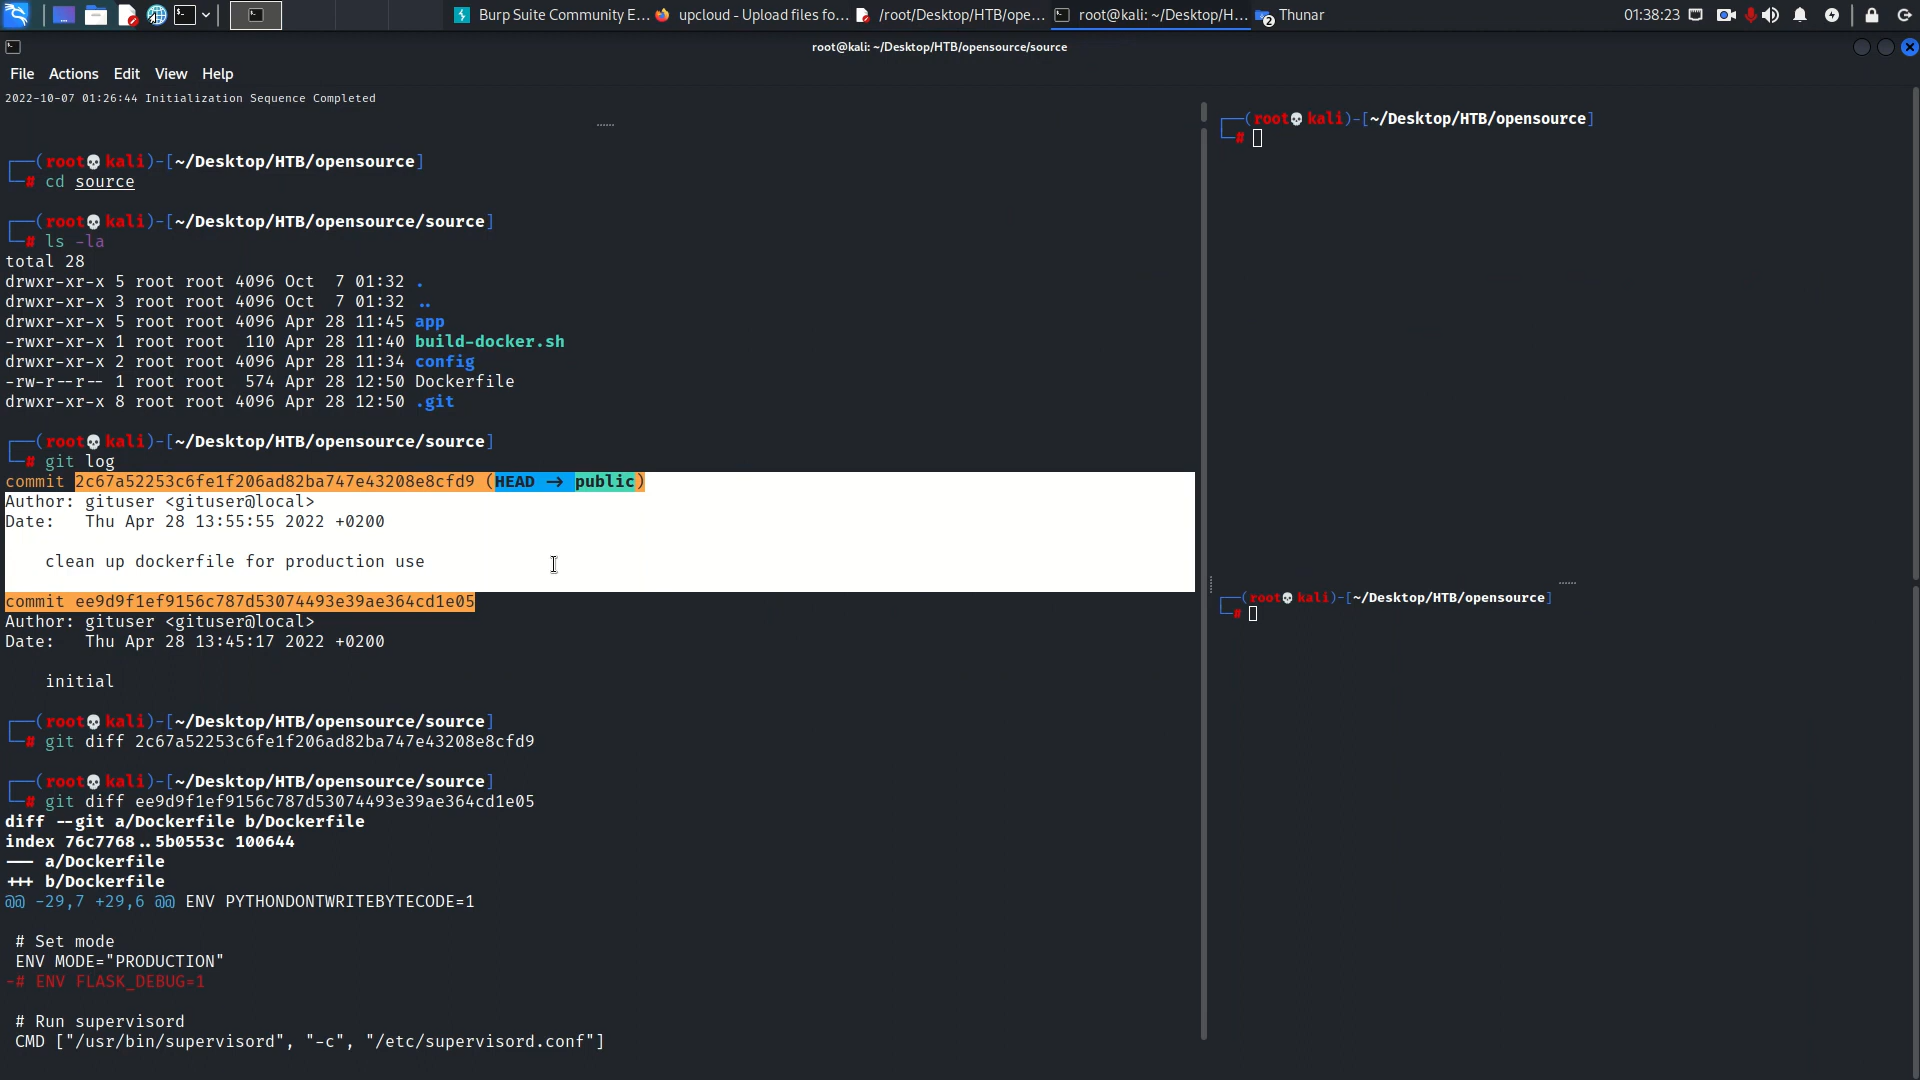 Burp Suite Community E...
upcloud - Upload files fo...
/root/Desktop/HTB/ope...
root@kali: ~/Desktop/H...
2
Thunar
01:38:23
root@kali: ~/Desktop/HTB/opensource/source
File Actions Edit View Help
2022-10-07 01:26:44 Initialization Sequence Completed
┌──(root💀kali)-[~/Desktop/HTB/opensource]
└─# cd source
┌──(root💀kali)-[~/Desktop/HTB/opensource/source]
└─# ls -la
total 28
drwxr-xr-x 5 root root 4096 Oct  7 01:32 .
drwxr-xr-x 3 root root 4096 Oct  7 01:32 ..
drwxr-xr-x 5 root root 4096 Apr 28 11:45 app
-rwxr-xr-x 1 root root  110 Apr 28 11:40 build-docker.sh
drwxr-xr-x 2 root root 4096 Apr 28 11:34 config
-rw-r--r-- 1 root root  574 Apr 28 12:50 Dockerfile
drwxr-xr-x 8 root root 4096 Apr 28 12:50 .git
┌──(root💀kali)-[~/Desktop/HTB/opensource/source]
└─# git log
commit 2c67a52253c6fe1f206ad82ba747e43208e8cfd9 (HEAD -> public)
Author: gituser <gituser@local>
Date:   Thu Apr 28 13:55:55 2022 +0200
    clean up dockerfile for production use
commit ee9d9f1ef9156c787d53074493e39ae364cd1e05
Author: gituser <gituser@local>
Date:   Thu Apr 28 13:45:17 2022 +0200
    initial
┌──(root💀kali)-[~/Desktop/HTB/opensource/source]
└─# git diff 2c67a52253c6fe1f206ad82ba747e43208e8cfd9
┌──(root💀kali)-[~/Desktop/HTB/opensource/source]
└─# git diff ee9d9f1ef9156c787d53074493e39ae364cd1e05
diff --git a/Dockerfile b/Dockerfile
index 76c7768..5b0553c 100644
--- a/Dockerfile
+++ b/Dockerfile
@@ -29,7 +29,6 @@ ENV PYTHONDONTWRITEBYTECODE=1
 # Set mode
 ENV MODE="PRODUCTION"
-# ENV FLASK_DEBUG=1
 # Run supervisord
 CMD ["/usr/bin/supervisord", "-c", "/etc/supervisord.conf"]
┌──(root💀kali)-[~/Desktop/HTB/opensource]
└─#
┌──(root💀kali)-[~/Desktop/HTB/opensource]
└─#